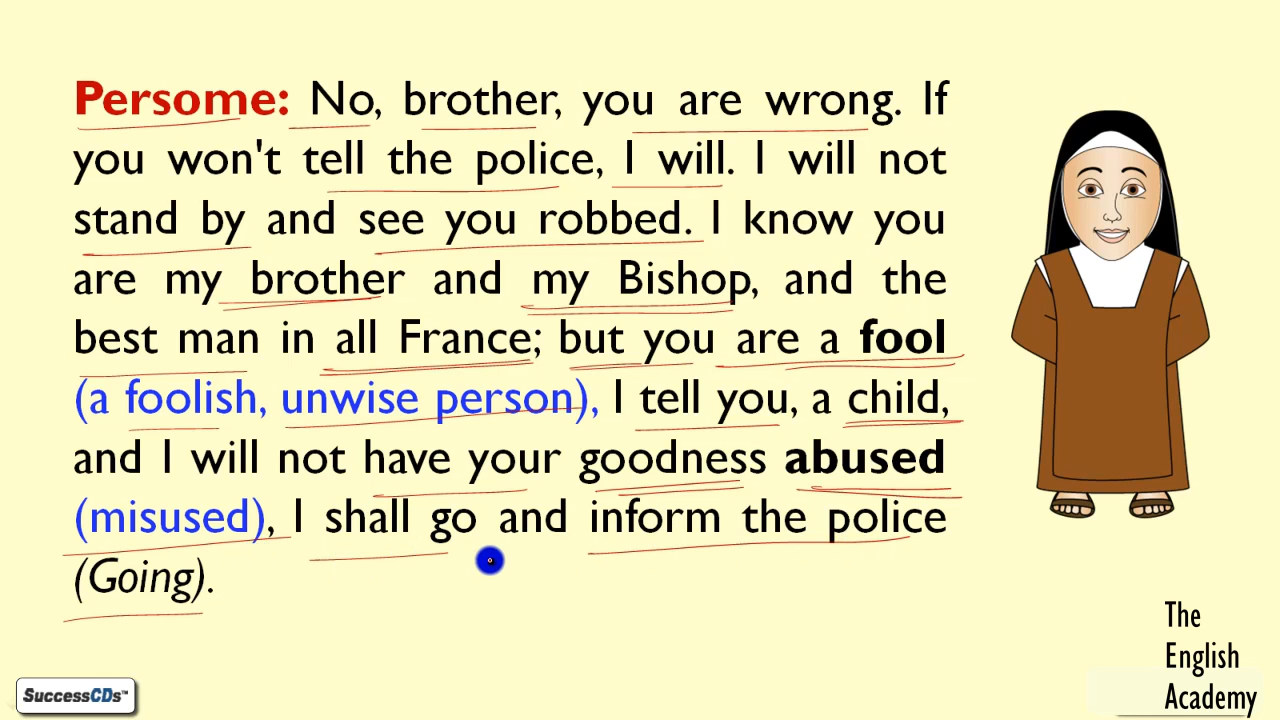 Persome: No, brother, you are wrong. If
you won't tell the police, I will. I will not
stand by and see you robbed. I know you
are my brother and my Bishop, and the
best man in all France; but you are a fool
(a foolish, unwise person), I tell you, a child,
and I will not have your goodness abused
(misused), I shall go and inform the police
(Going).
The
English
Academy
SuccessCDs™